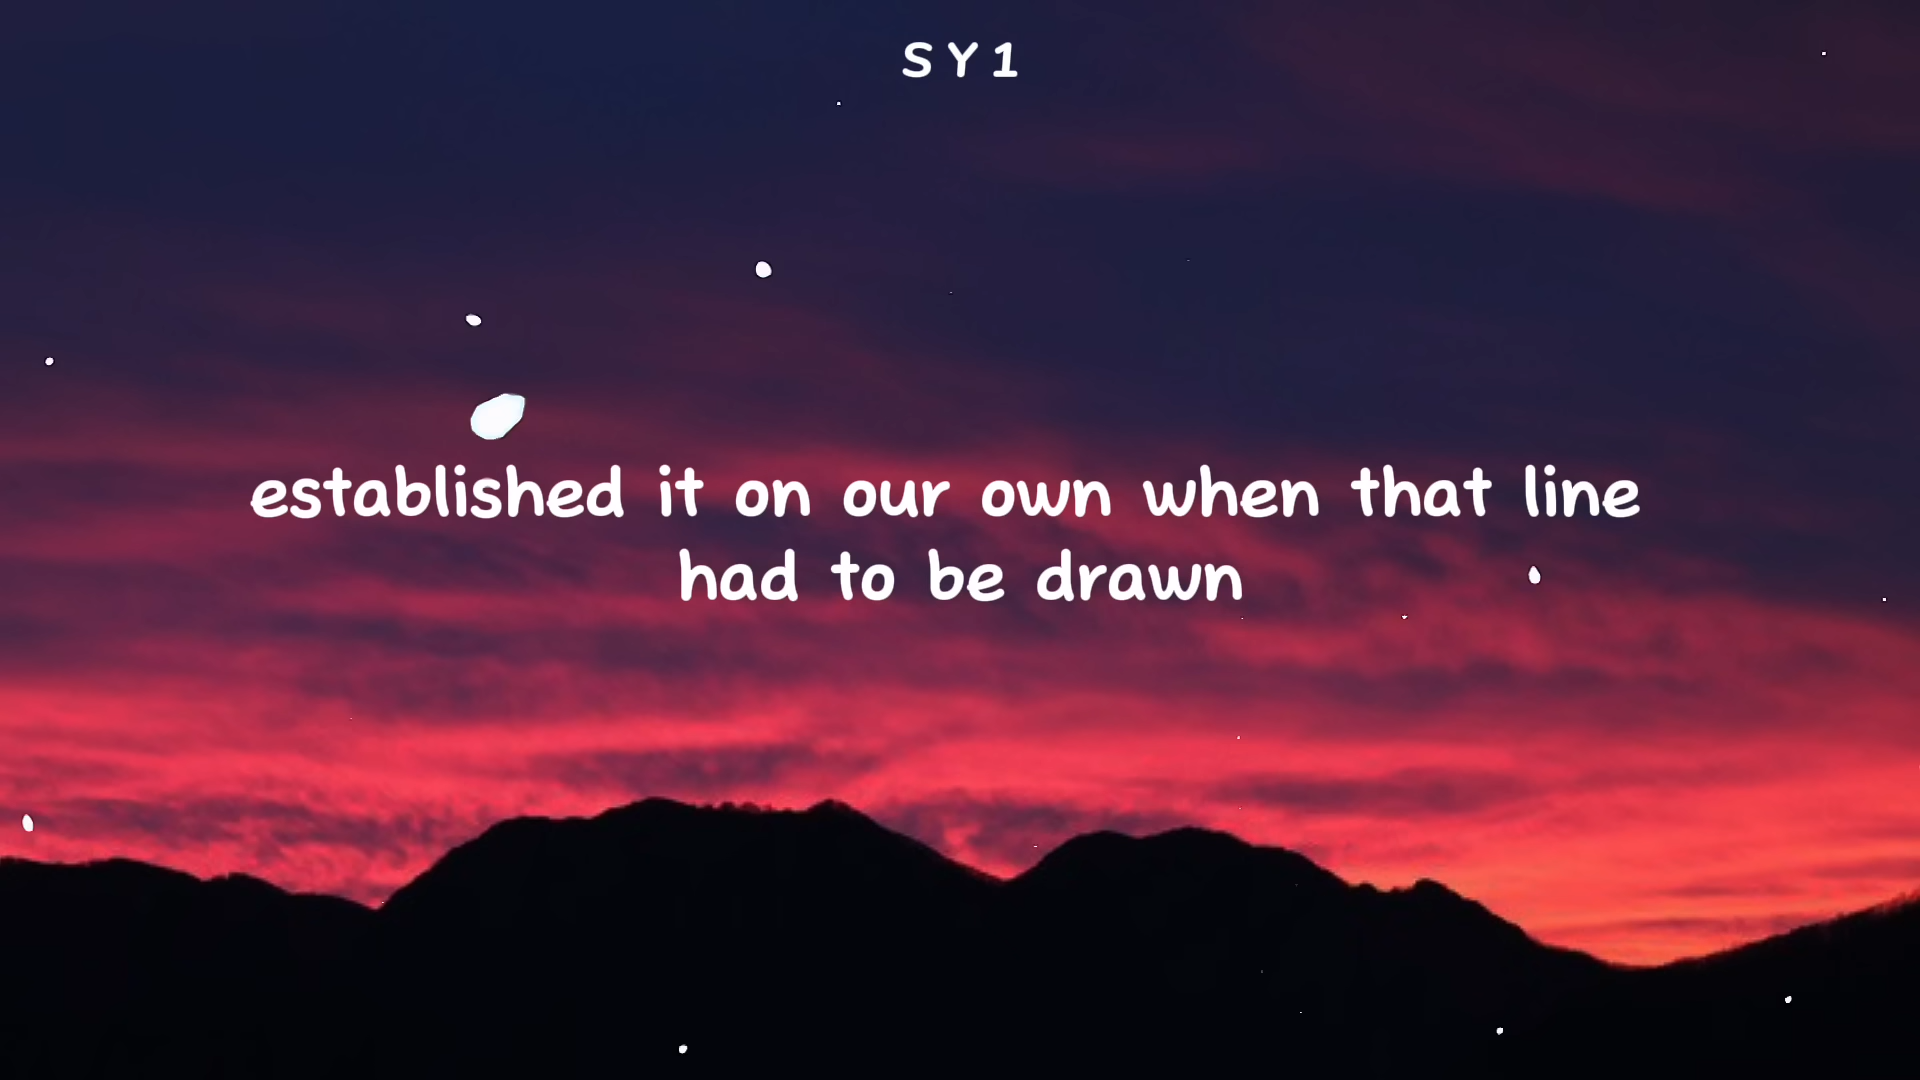 SY1
established it on our own when that line
had to be drawn